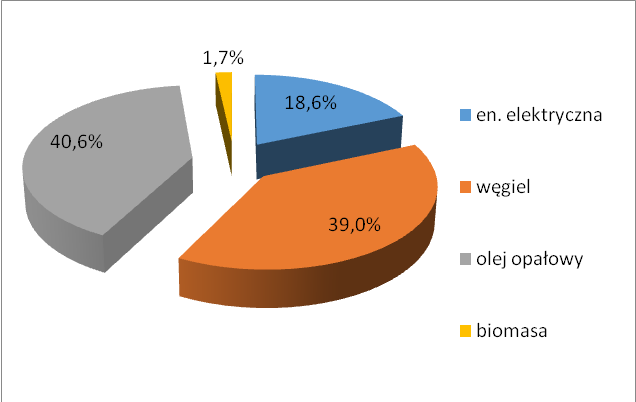 1,7%
18,6%
40,6%
39,0%
en. elektryczna
węgiel
olej opałowy
biomasa